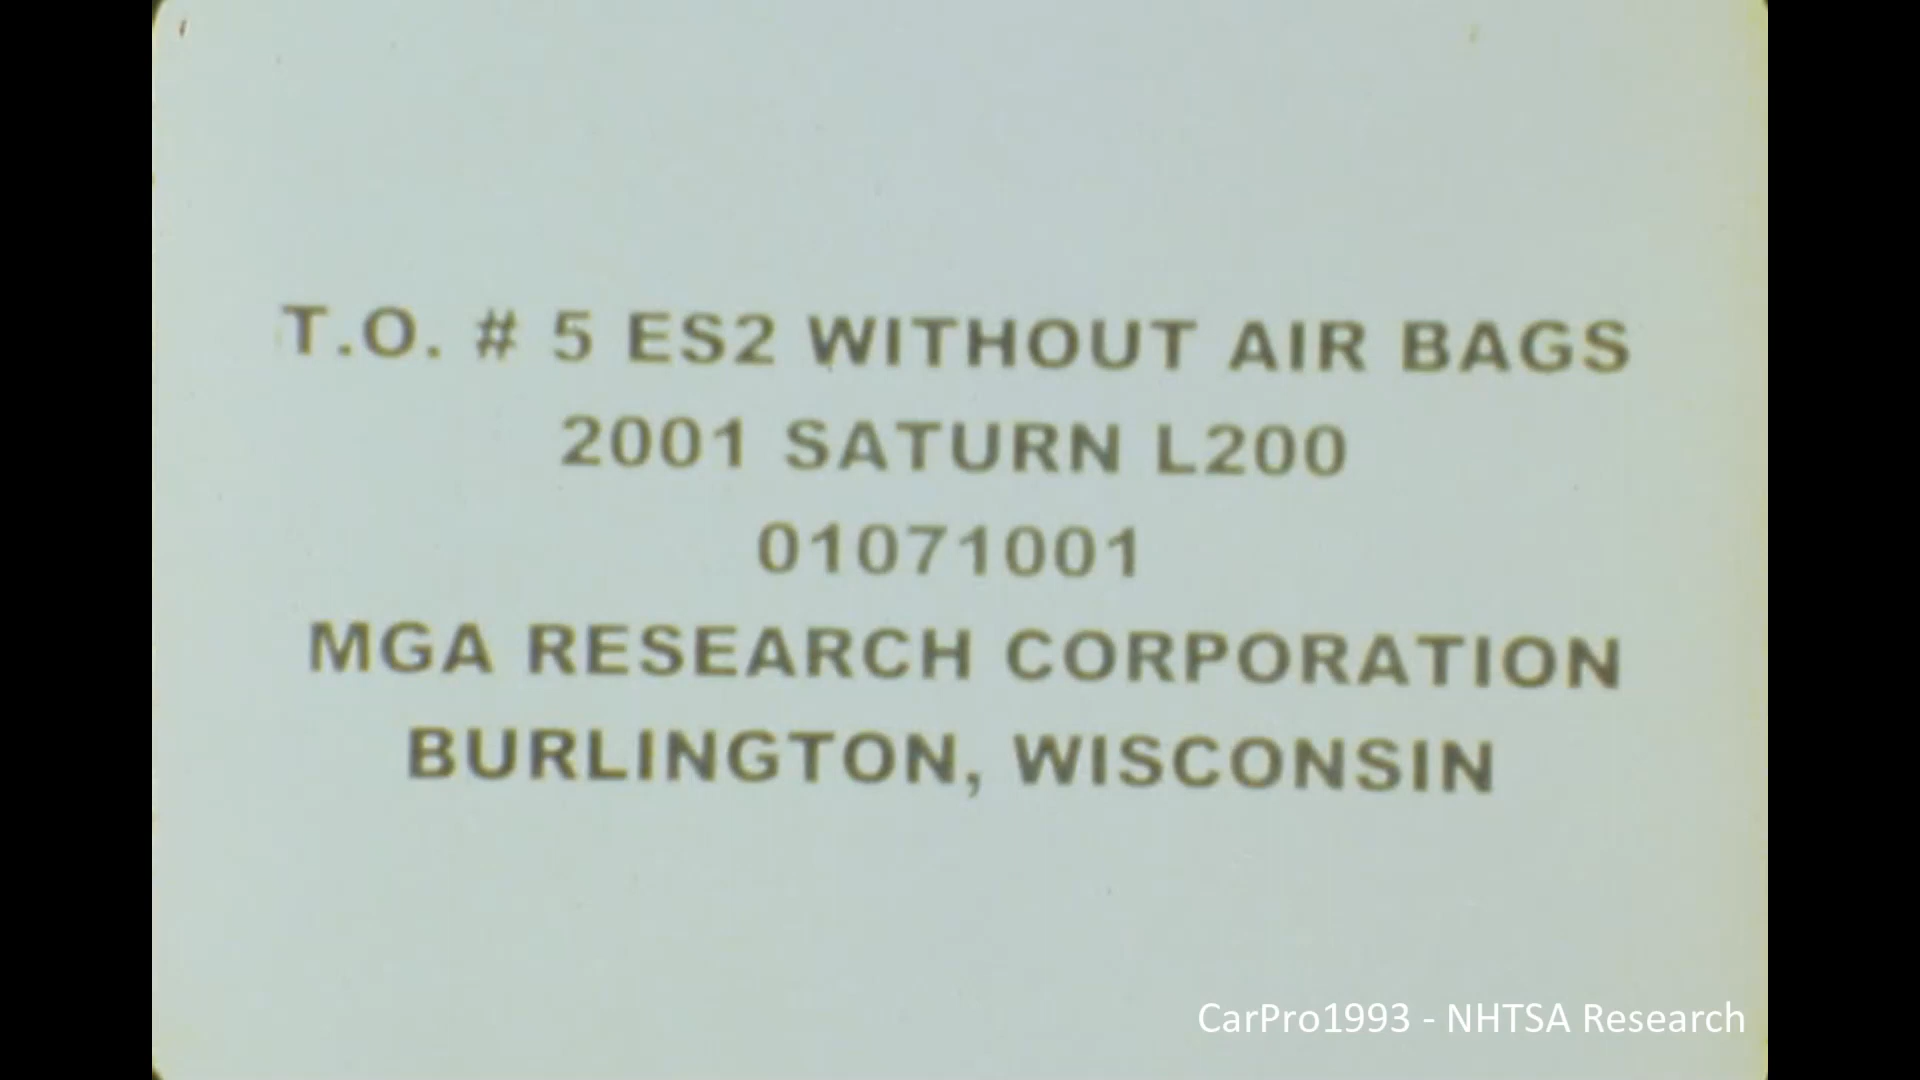 T.O. # 5 ES2 WITHOUT AIR BAGS
2001 SATURN L200
01071001
MGA RESEARCH CORPORATION
BURLINGTON, WISCONSIN
CarPro1993 - NHTSA Research